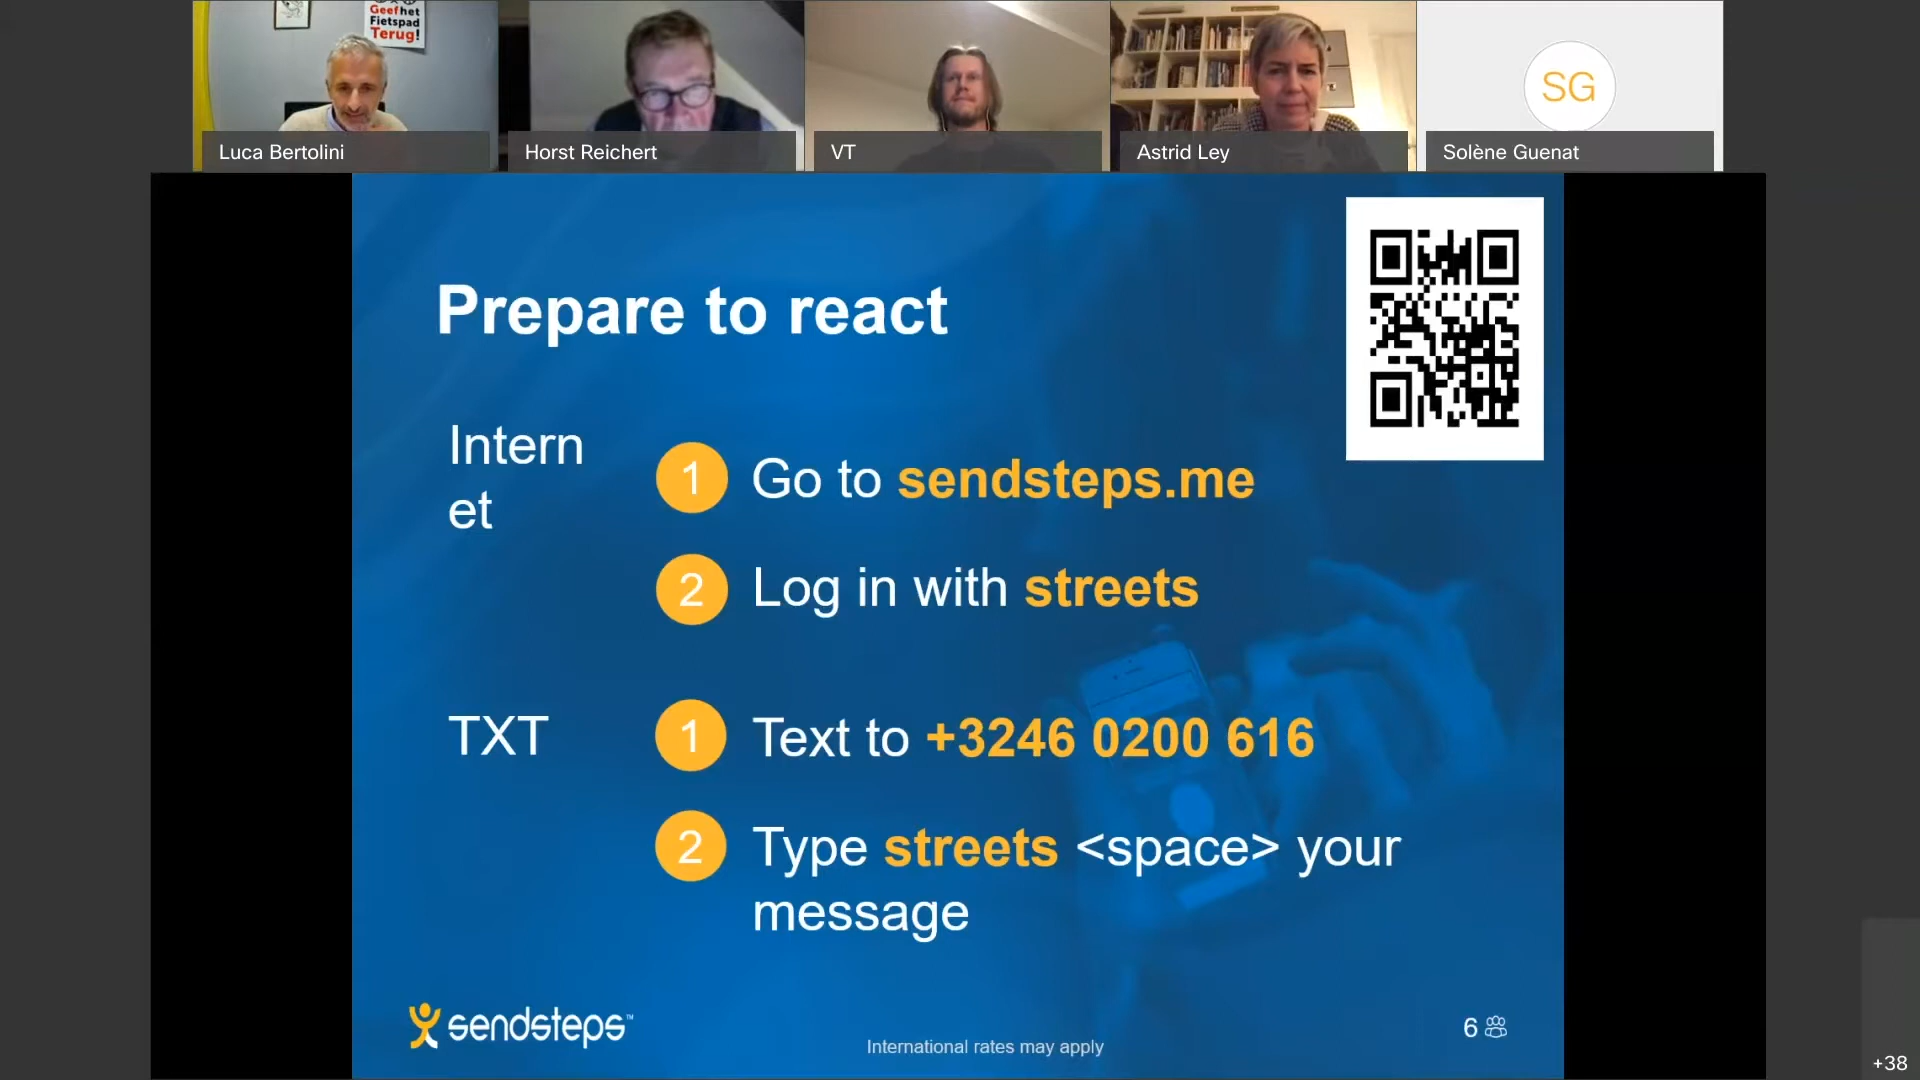 Geef het
Fietspad
Terug!
Luca Bertolini
Horst Reichert
VT
Astrid Ley
SG
Solène Guenat
Prepare to react
Intern
et
1 Go to sendsteps.me
2 Log in with streets
TXT
1 Text to +3246 0200 616
2 Type streets <space> your
message
sendsteps™
International rates may apply
6
+38